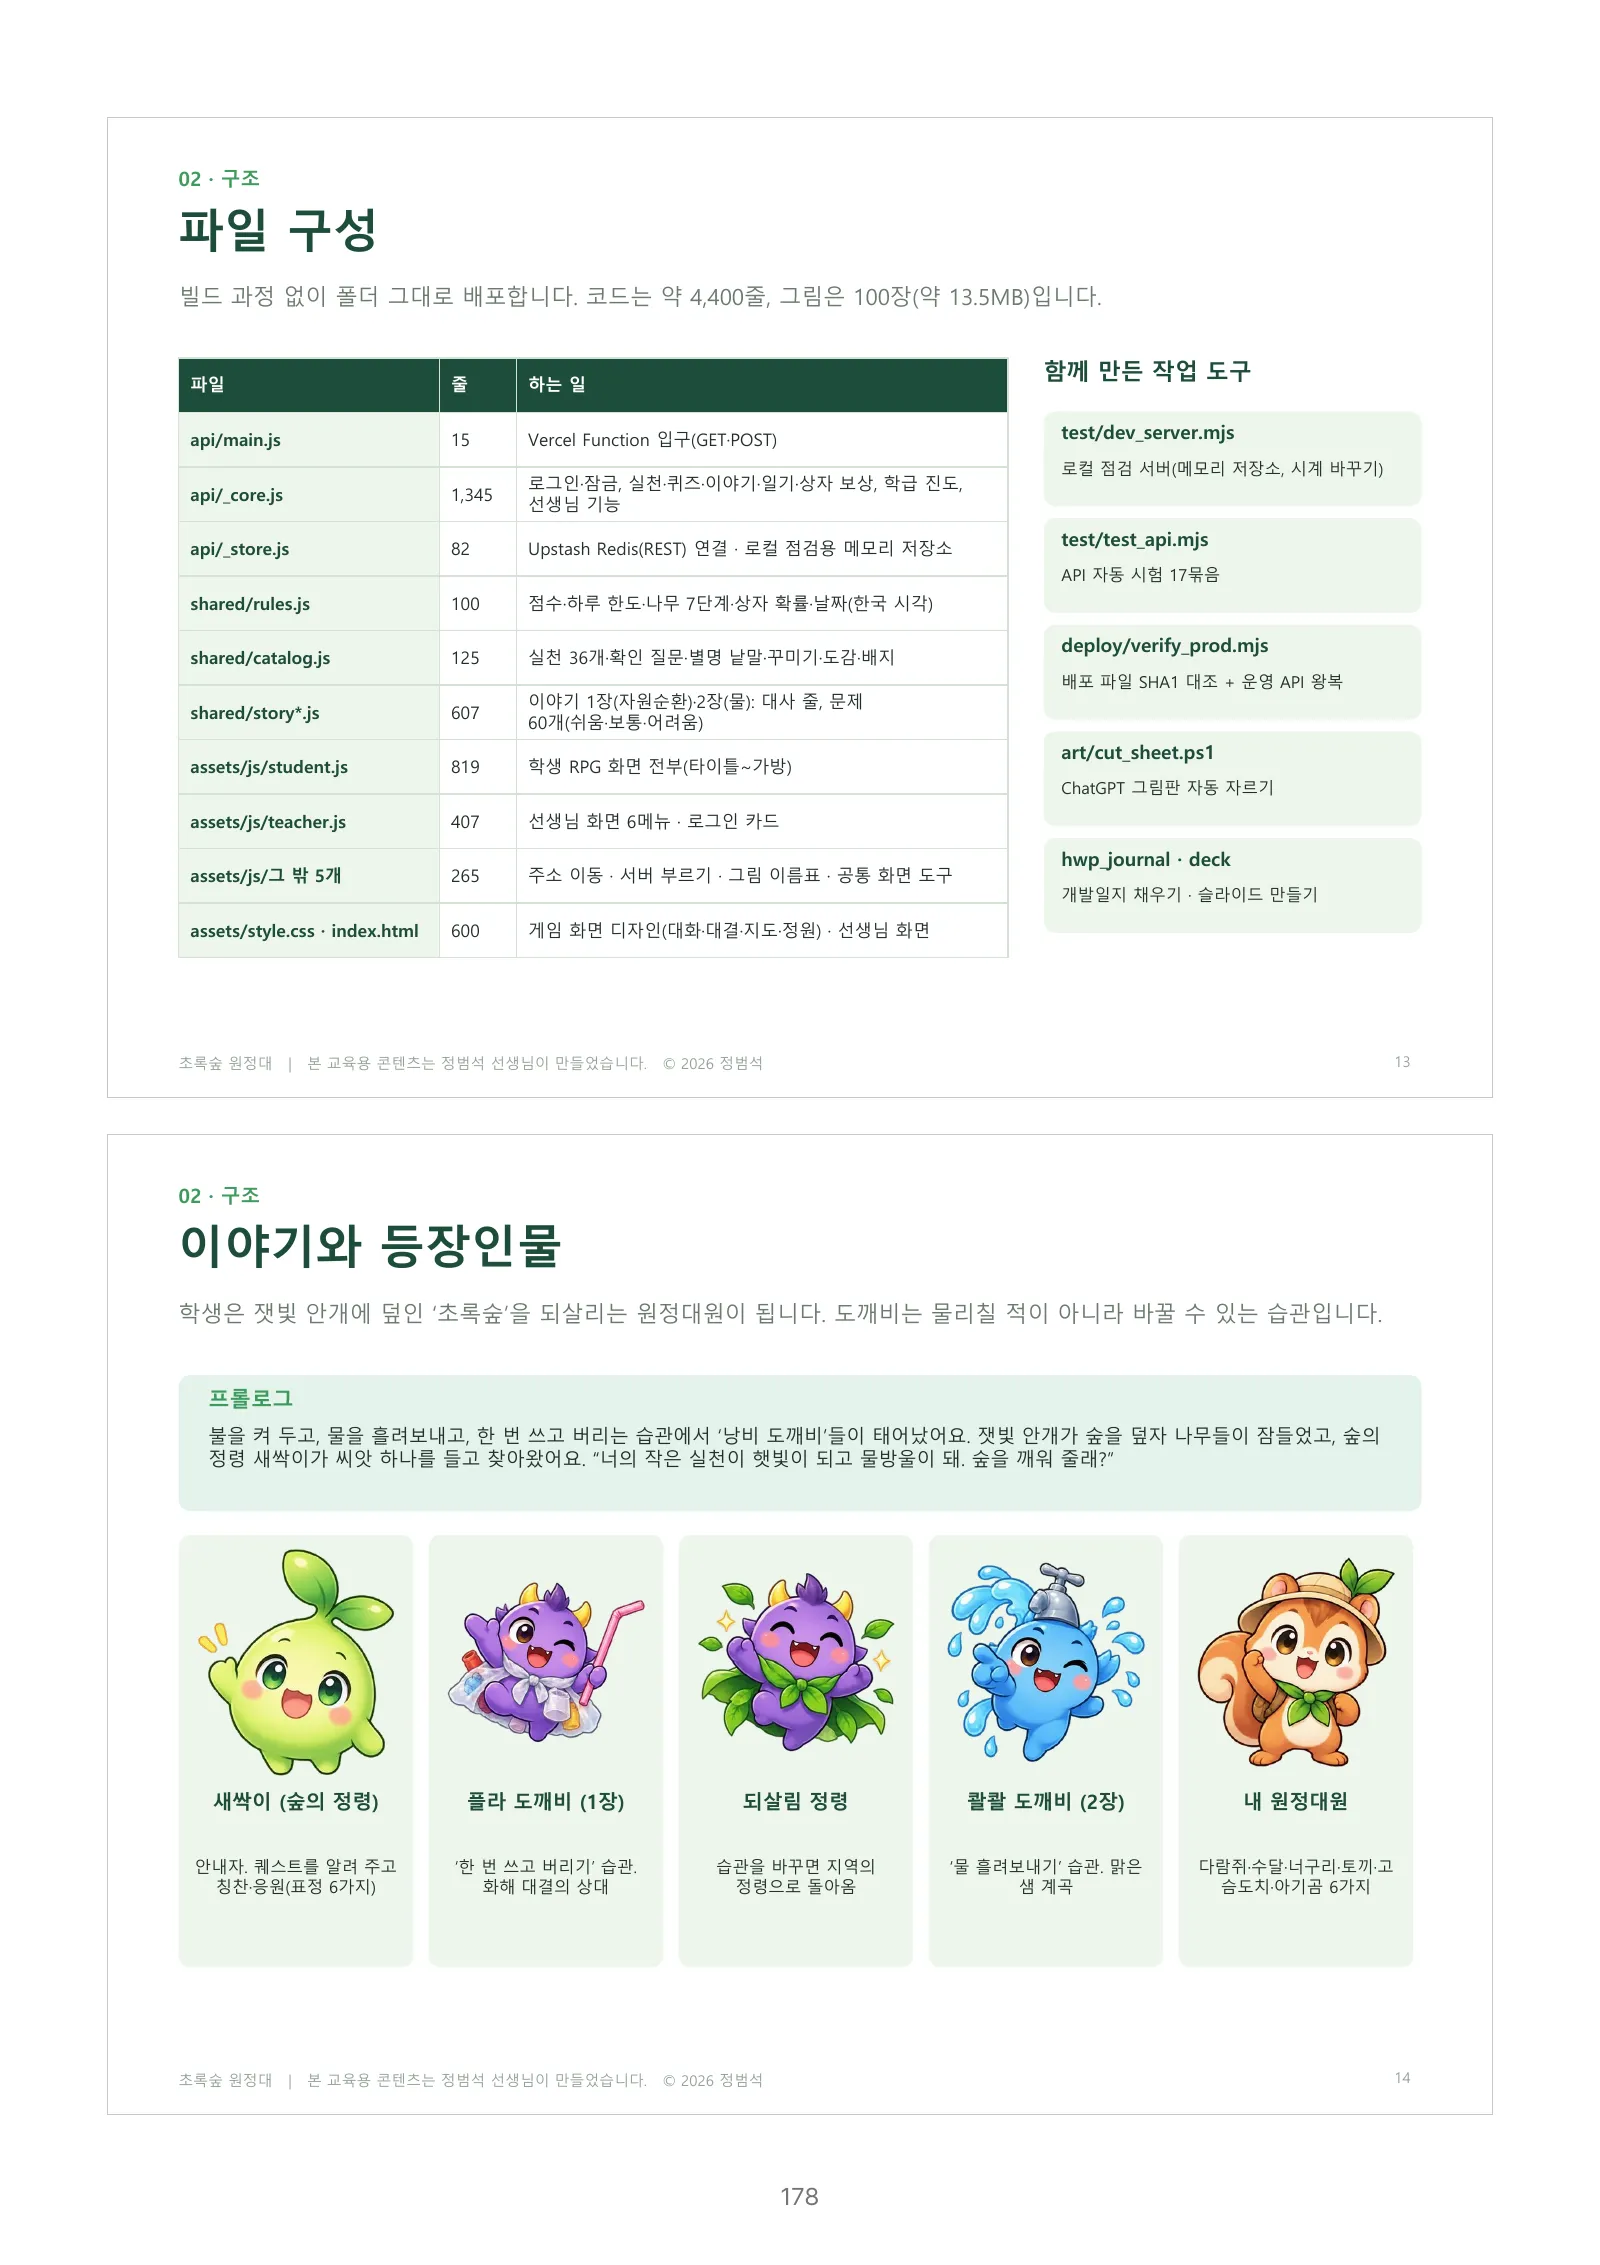 02 · 구조
파일 구성
빌드 과정 없이 폴더 그대로 배포합니다. 코드는 약 4,400줄, 그림은 100장(약 13.5MB)입니다.
파일 줄 하는 일
api/main.js 15 Vercel Function 입구(GET·POST)
api/_core.js 1,345 로그인·잠금, 실천·퀴즈·이야기·일기·상자 보상, 학급 진도,
선생님 기능
api/_store.js 82 Upstash Redis(REST) 연결 · 로컬 점검용 메모리 저장소
shared/rules.js 100 점수·하루 한도·나무 7단계·상자 확률·날짜(한국 시각)
shared/catalog.js 125 실천 36개·확인 질문·별명 낱말·꾸미기·도감·배지
shared/story*.js 607 이야기 1장(자원순환)·2장(물): 대사 줄, 문제
60개(쉬움·보통·어려움)
assets/js/student.js 819 학생 RPG 화면 전부(타이틀~가방)
assets/js/teacher.js 407 선생님 화면 6메뉴 · 로그인 카드
assets/js/그 밖 5개 265 주소 이동 · 서버 부르기 · 그림 이름표 · 공통 화면 도구
assets/style.css · index.html 600 게임 화면 디자인(대화·대결·지도·정원) · 선생님 화면
함께 만든 작업 도구
test/dev_server.mjs
로컬 점검 서버(메모리 저장소, 시계 바꾸기)
test/test_api.mjs
API 자동 시험 17묶음
deploy/verify_prod.mjs
배포 파일 SHA1 대조 + 운영 API 왕복
art/cut_sheet.ps1
ChatGPT 그림판 자동 자르기
hwp_journal · deck
개발일지 채우기 · 슬라이드 만들기
초록숲 원정대 | 본 교육용 콘텐츠는 정범석 선생님이 만들었습니다. © 2026 정범석
13
02 · 구조
이야기와 등장인물
학생은 잿빛 안개에 덮인 ‘초록숲’을 되살리는 원정대원이 됩니다. 도깨비는 물리칠 적이 아니라 바꿀 수 있는 습관입니다.
프롤로그
불을 켜 두고, 물을 흘려보내고, 한 번 쓰고 버리는 습관에서 ‘낭비 도깨비’들이 태어났어요. 잿빛 안개가 숲을 덮자 나무들이 잠들었고, 숲의
정령 새싹이가 씨앗 하나를 들고 찾아왔어요. “너의 작은 실천이 햇빛이 되고 물방울이 돼. 숲을 깨워 줄래?”
새싹이 (숲의 정령)
안내자. 퀘스트를 알려 주고
칭찬·응원(표정 6가지)
플라 도깨비 (1장)
‘한 번 쓰고 버리기’ 습관.
화해 대결의 상대
되살림 정령
습관을 바꾸면 지역의
정령으로 돌아옴
콸콸 도깨비 (2장)
‘물 흘려보내기’ 습관. 맑은
샘 계곡
내 원정대원
다람쥐·수달·너구리·토끼·고
슴도치·아기곰 6가지
초록숲 원정대 | 본 교육용 콘텐츠는 정범석 선생님이 만들었습니다. © 2026 정범석
14
178